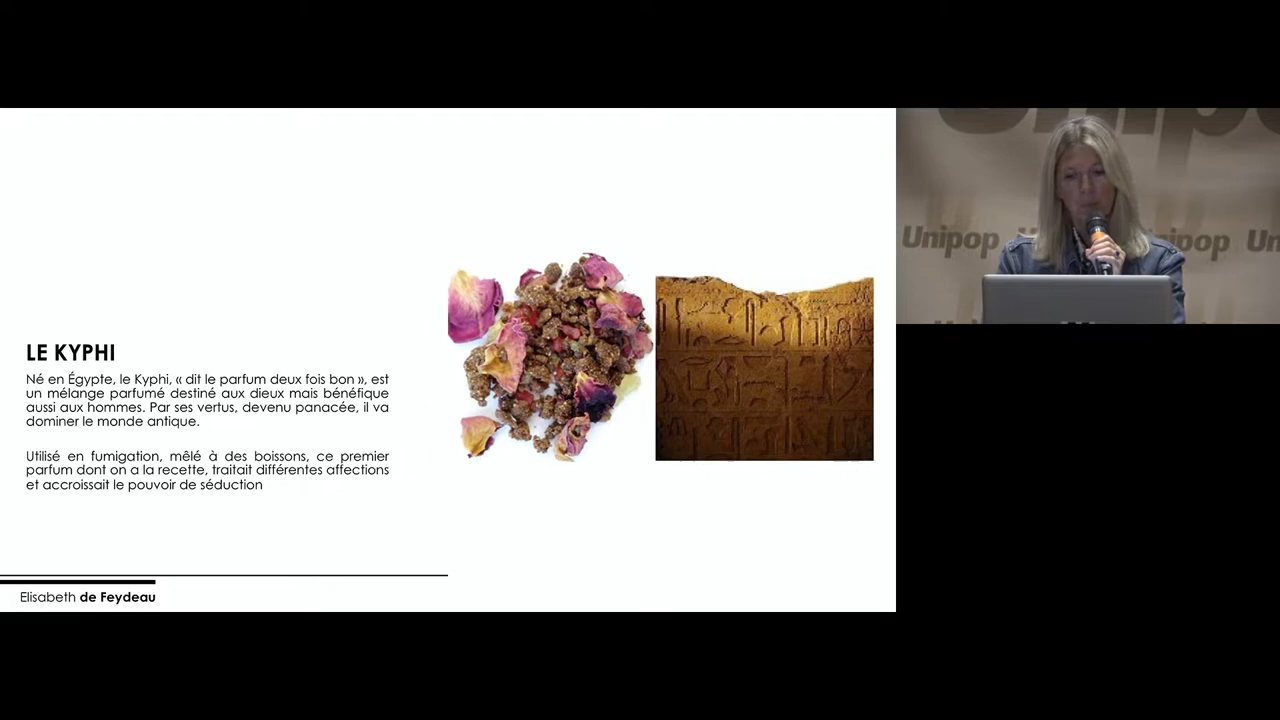 LE KYPHI
Né en Égypte, le Kyphi, « dit le parfum deux fois bon », est
un mélange parfumé destiné aux dieux mais bénéfique
aussi aux hommes. Par ses vertus, devenu panacée, il va
dominer le monde antique.
Utilisé en fumigation, mêlé à des boissons, ce premier
parfum dont on a la recette, traitait différentes affections
et accroissait le pouvoir de séduction
Elisabeth de Feydeau
Unipop